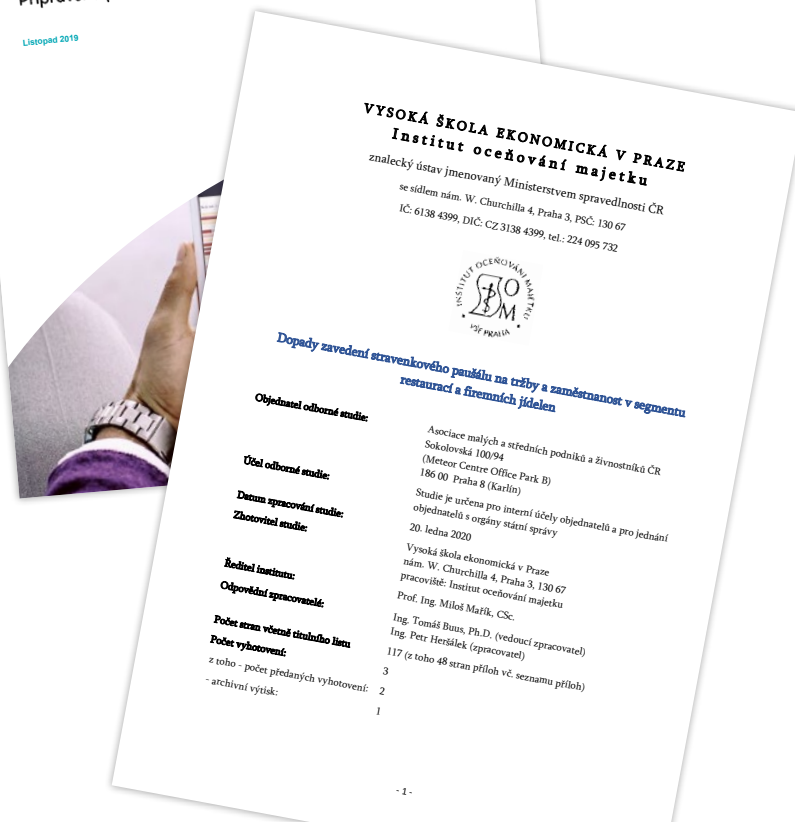 Listopad 2019
VYSOKÁ ŠKOLA EKONOMICKÁ V PRAZE
Institut oceňování majetku
znalecký ústav jmenovaný Ministerstvem spravedlnosti ČR
se sídlem nám. W. Churchilla 4, Praha 3, PSČ: 130 67
IČ: 6138 4399, DIČ: CZ 3138 4399, tel.: 224 095 732
INSTITUT OCEŇOVÁNÍ MAJETKU
OM
VŠE PRAHA
Dopady zavedení stravenkového paušálu na tržby a zaměstnanost v segmentu
restaurací a firemních jídelen
Objednatel odborné studie:
Asociace malých a středních podniků a živnostníků ČR
Sokolovská 100/94
(Meteor Centre Office Park B)
186 00 Praha 8 (Karlín)
Účel odborné studie:
Studie je určena pro interní účely objednatelů a pro jednání
objednatelů s orgány státní správy
Datum zpracování studie:
20. ledna 2020
Zhotovitel studie:
Vysoká škola ekonomická v Praze
nám. W. Churchilla 4, Praha 3, 130 67
pracoviště: Institut oceňování majetku
Ředitel institutu:
Prof. Ing. Miloš Mařík, CSc.
Odpovědní zpracovatelé:
Ing. Tomáš Buus, Ph.D. (vedoucí zpracovatel)
Ing. Petr Heršálek (zpracovatel)
Počet stran včetně titulního listu
117 (z toho 48 stran příloh vč. seznamu příloh)
Počet vyhotovení:
3
z toho - počet předaných vyhotovení:
2
- archivní výtisk:
1
- 1 -